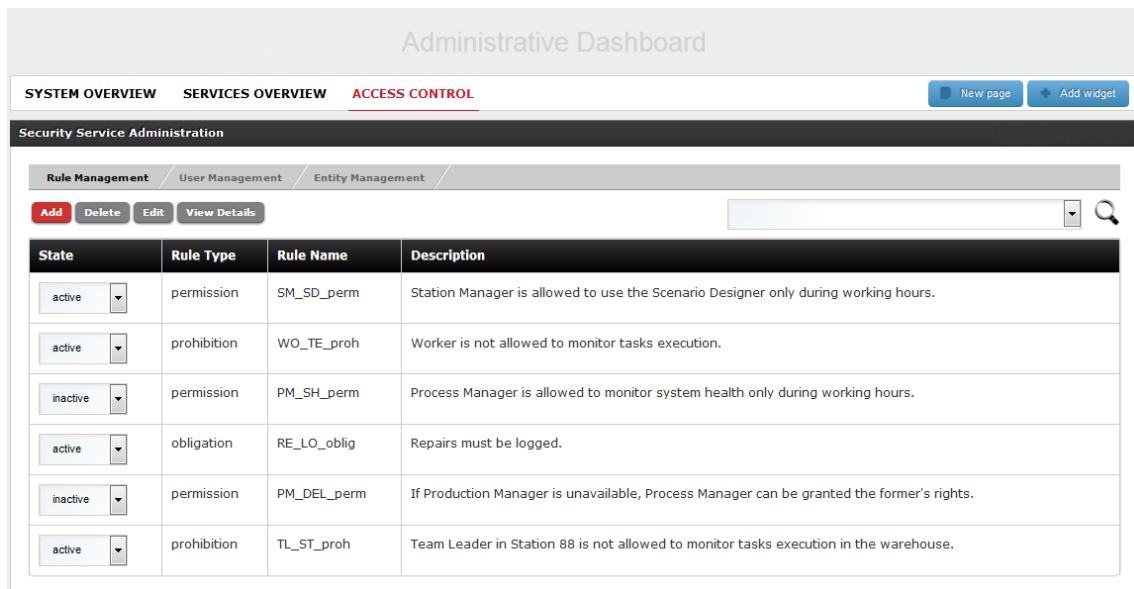 Administrative Dashboard
SYSTEM OVERVIEW SERVICES OVERVIEW ACCESS CONTROL New page Add widget
Security Service Administration
Rule Management User Management Entity Management
Add Delete Edit View Details
State Rule Type Rule Name Description
active permission SM_SD_perm Station Manager is allowed to use the Scenario Designer only during working hours.
active prohibition WO_TE_proh Worker is not allowed to monitor tasks execution.
inactive permission PM_SH_perm Process Manager is allowed to monitor system health only during working hours.
active obligation RE_LO_oblig Repairs must be logged.
inactive permission PM_DEL_perm If Production Manager is unavailable, Process Manager can be granted the former's rights.
active prohibition TL_ST_proh Team Leader in Station 88 is not allowed to monitor tasks execution in the warehouse.